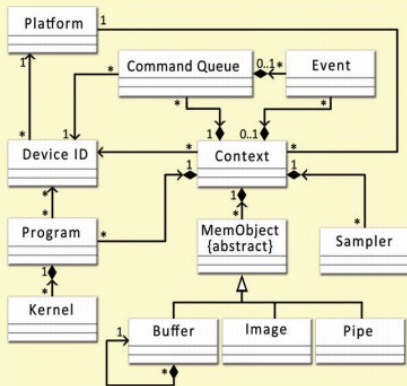 Platform 1 1
Command Queue 0..1 * Event
* * *
1 1 0..1
* *
Device ID * Context *
* 1 1 1
* * *
Program * MemObject
{abstract} Sampler
1
* Kernel
1 Buffer Image Pipe
*